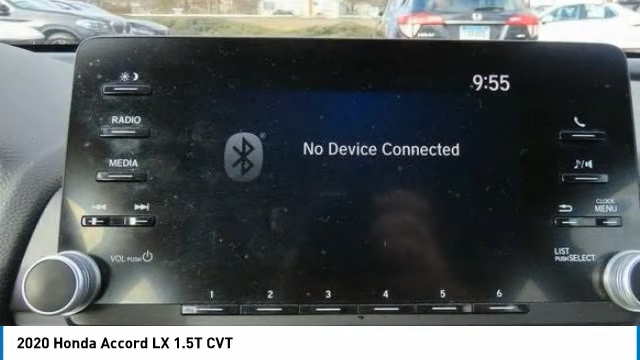 9:55
RADIO
No Device Connected
MEDIA
CLOCK
MENU
VOL PUSH
LIST
PUSH SELECT
1 2 3 4 5 6
2020 Honda Accord LX 1.5T CVT